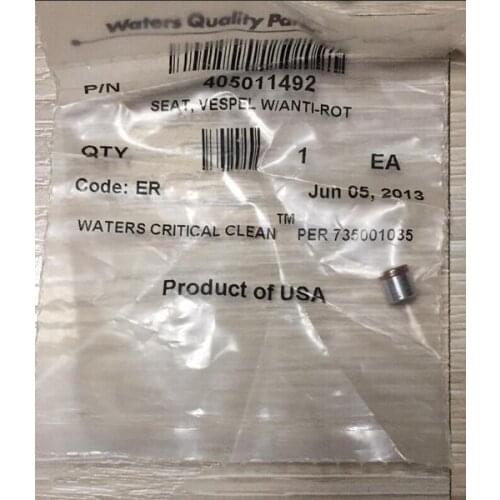 Waters Quality Par
P/N 405011492
SEAT, VESPEL W/ANTI-ROT
QTY 1 EA
Code: ER Jun 05, 2013
WATERS CRITICAL CLEAN™ PER 735001035
Product of USA